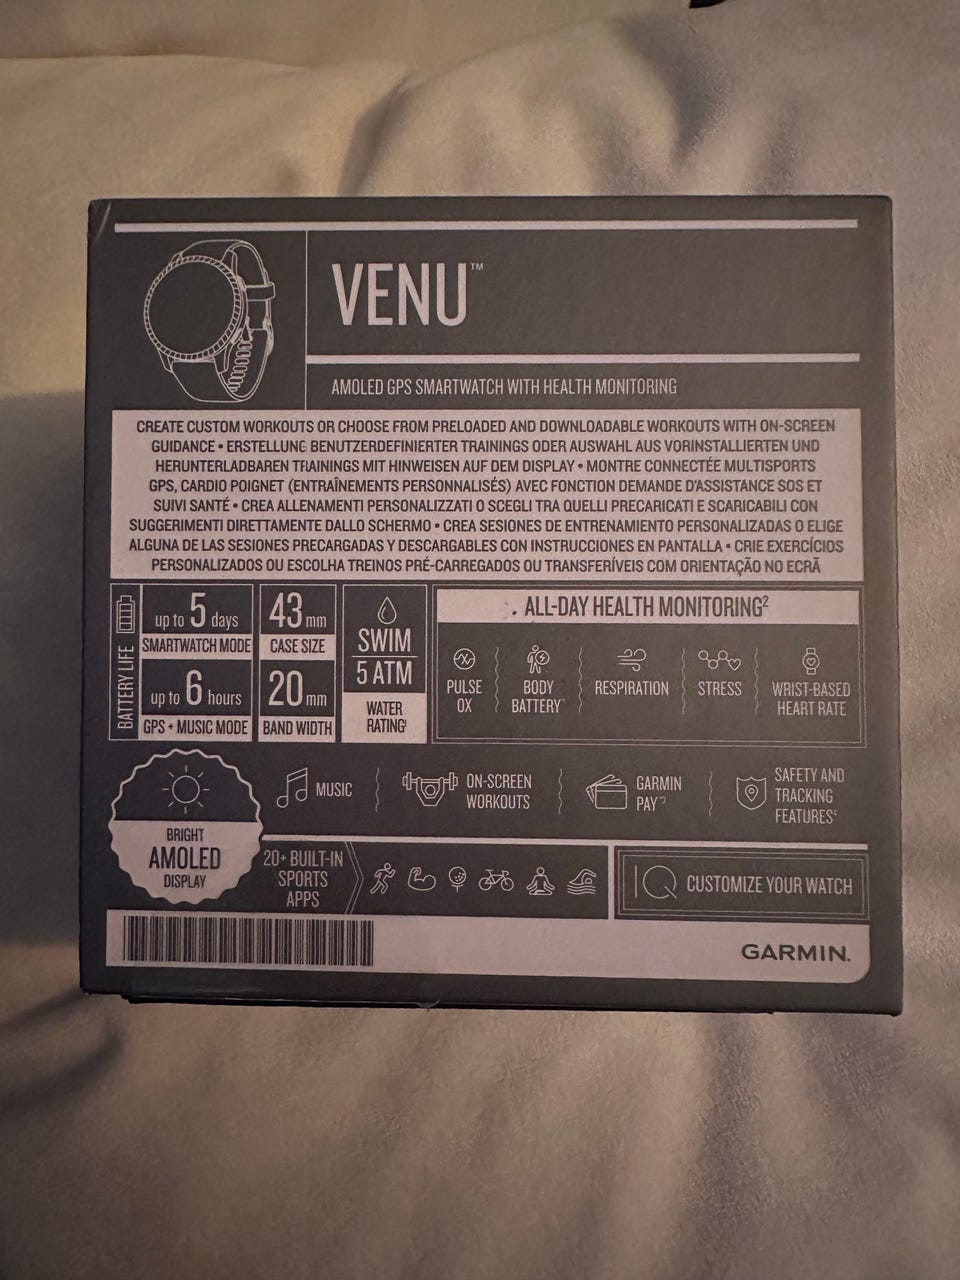 VENU™
AMOLED GPS SMARTWATCH WITH HEALTH MONITORING
CREATE CUSTOM WORKOUTS OR CHOOSE FROM PRELOADED AND DOWNLOADABLE WORKOUTS WITH ON-SCREEN
GUIDANCE • ERSTELLUNG BENUTZERDEFINIERTER TRAININGS ODER AUSWAHL AUS VORINSTALLIERTEN UND
HERUNTERLADBAREN TRAININGS MIT HINWEISEN AUF DEM DISPLAY • MONTRE CONNECTÉE MULTISPORTS
GPS, CARDIO POIGNET (ENTRAÎNEMENTS PERSONNALISÉS) AVEC FONCTION DEMANDE D'ASSISTANCE SOS ET
SUIVI SANTÉ • CREA ALLENAMENTI PERSONALIZZATI O SCEGLI TRA QUELLI PRECARICATI E SCARICABILI CON
SUGGERIMENTI DIRETTAMENTE DALLO SCHERMO • CREA SESIONES DE ENTRENAMIENTO PERSONALIZADAS O ELIGE
ALGUNA DE LAS SESIONES PRECARGADAS Y DESCARGABLES CON INSTRUCCIONES EN PANTALLA • CRIE EXERCÍCIOS
PERSONALIZADOS OU ESCOLHA TREINOS PRÉ-CARREGADOS OU TRANSFERÍVEIS COM ORIENTAÇÃO NO ECRÃ
BATTERY LIFE
up to 5 days
SMARTWATCH MODE
up to 6 hours
GPS + MUSIC MODE
43 mm
CASE SIZE
20 mm
BAND WIDTH
SWIM
5 ATM
WATER
RATING¹
ALL-DAY HEALTH MONITORING²
PULSE
OX
BODY
BATTERY™
RESPIRATION
STRESS
WRIST-BASED
HEART RATE
BRIGHT
AMOLED
DISPLAY
MUSIC
ON-SCREEN
WORKOUTS
GARMIN
PAY™³
SAFETY AND
TRACKING
FEATURES⁴
20+ BUILT-IN
SPORTS
APPS
IQ CUSTOMIZE YOUR WATCH
GARMIN.